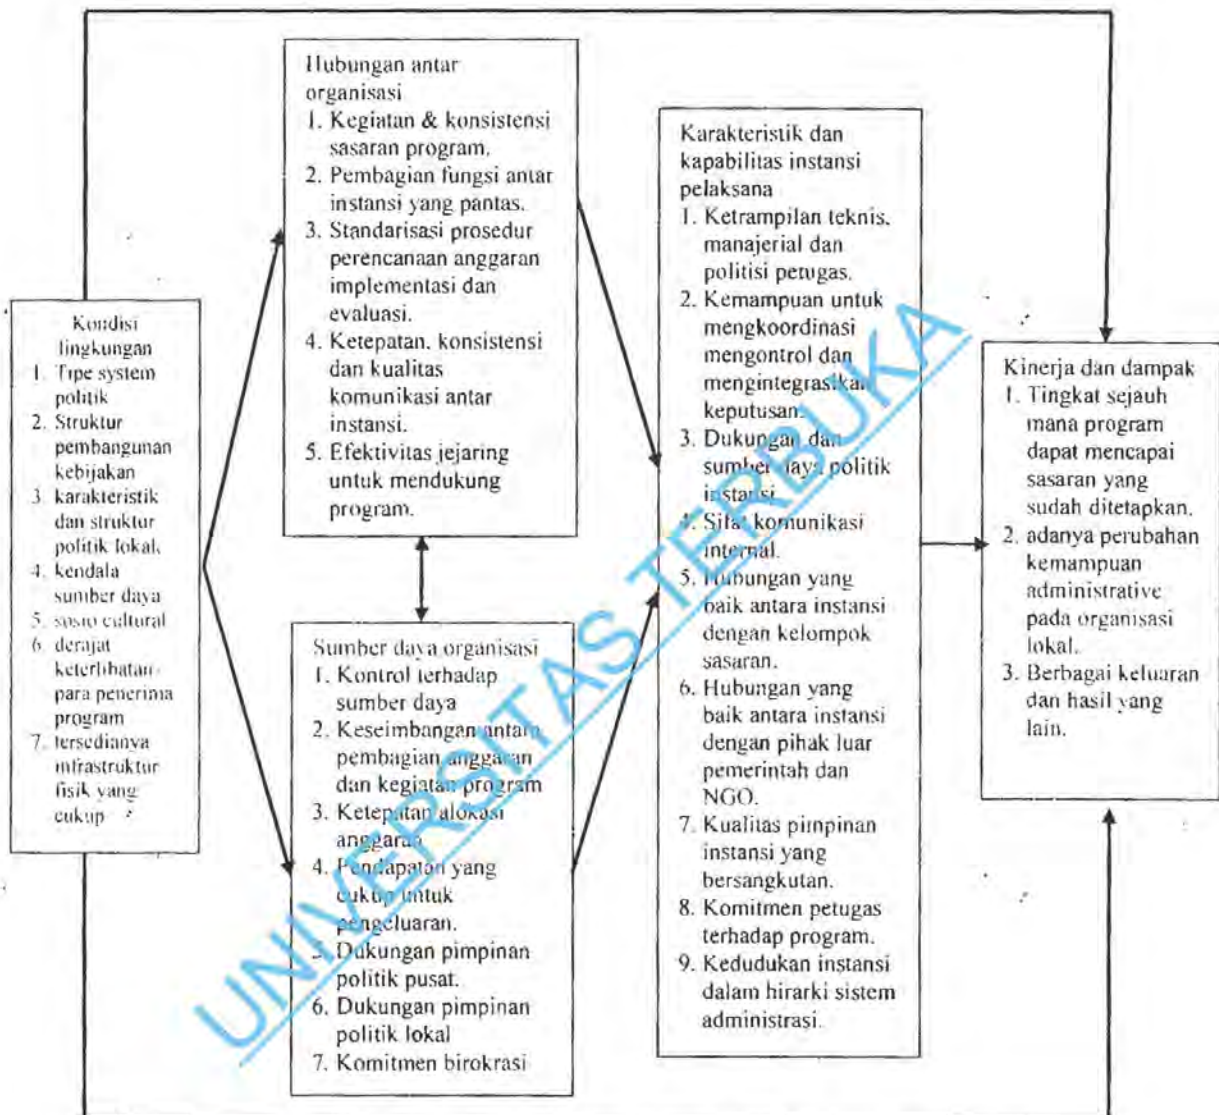 Hubungan antar
organisasi
1. Kegiatan & konsistensi
sasaran program.
2. Pembagian fungsi antar
instansi yang pantas.
3. Standarisasi prosedur
perencanaan anggaran
implementasi dan
evaluasi.
4. Ketepatan, konsistensi
dan kualitas
komunikasi antar
instansi.
5. Efektivitas jejaring
untuk mendukung
program.
Kondisi
lingkungan
1. Tipe system
politik
2. Struktur
pembangunan
kebijakan
3. karakteristik
dan struktur
politik lokal.
4. kendala
sumber daya
5. sosio cultural
6. derajat
keterlibatan
para penerima
program
7. tersedianya
infrastruktur
fisik yang
cukup
Sumber daya organisasi
1. Kontrol terhadap
sumber daya
2. Keseimbangan antara
pembagian anggaran
dan kegiatan program
3. Ketepatan alokasi
anggaran
4. Pendapatan yang
cukup untuk
pengeluaran.
5. Dukungan pimpinan
politik pusat.
6. Dukungan pimpinan
politik lokal
7. Komitmen birokrasi
Karakteristik dan
kapabilitas instansi
pelaksana
1. Ketrampilan teknis,
manajerial dan
politisi petugas.
2. Kemampuan untuk
mengkoordinasi
mengontrol dan
mengintegrasikan
keputusan.
3. Dukungan dan
sumber daya politik
instansi
4. Sifat komunikasi
internal.
5. Hubungan yang
baik antara instansi
dengan kelompok
sasaran.
6. Hubungan yang
baik antara instansi
dengan pihak luar
pemerintah dan
NGO.
7. Kualitas pimpinan
instansi yang
bersangkutan.
8. Komitmen petugas
terhadap program.
9. Kedudukan instansi
dalam hirarki sistem
administrasi.
Kinerja dan dampak
1. Tingkat sejauh
mana program
dapat mencapai
sasaran yang
sudah ditetapkan.
2. adanya perubahan
kemampuan
administrative
pada organisasi
lokal.
3. Berbagai keluaran
dan hasil yang
lain.
UNIVERSITAS TERBUKA